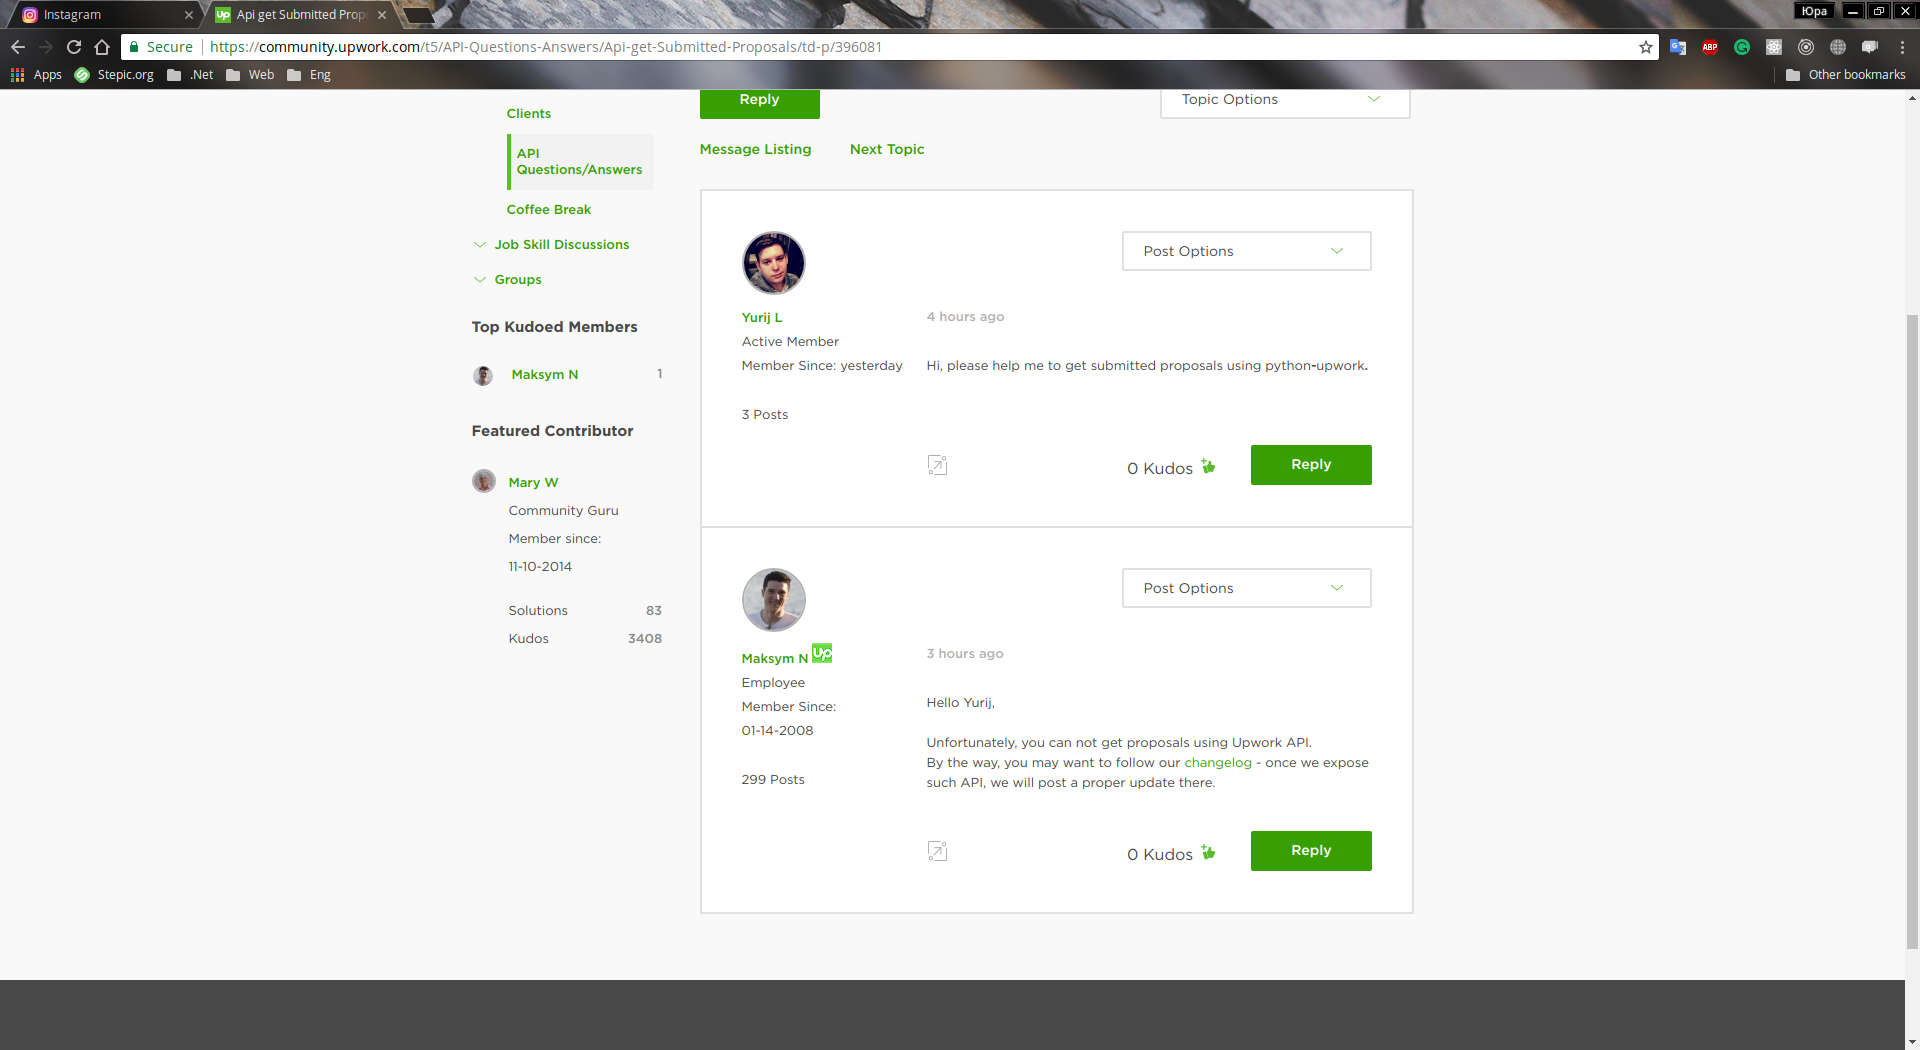 Instagram
Up Api get Submitted Propo
Юра
Secure https://community.upwork.com/t5/API-Questions-Answers/Api-get-Submitted-Proposals/td-p/396081
ABP
Apps Stepic.org .Net Web Eng Other bookmarks
Clients
API
Questions/Answers
Coffee Break
Job Skill Discussions
Groups
Top Kudoed Members
Maksym N 1
Featured Contributor
Mary W
Community Guru
Member since:
11-10-2014
Solutions 83
Kudos 3408
Reply Topic Options
Message Listing Next Topic
Post Options
Yurij L 4 hours ago
Active Member
Member Since: yesterday Hi, please help me to get submitted proposals using python-upwork.
3 Posts
0 Kudos Reply
Post Options
Maksym N Up 3 hours ago
Employee
Member Since: Hello Yurij,
01-14-2008
Unfortunately, you can not get proposals using Upwork API.
By the way, you may want to follow our changelog - once we expose
299 Posts such API, we will post a proper update there.
0 Kudos Reply